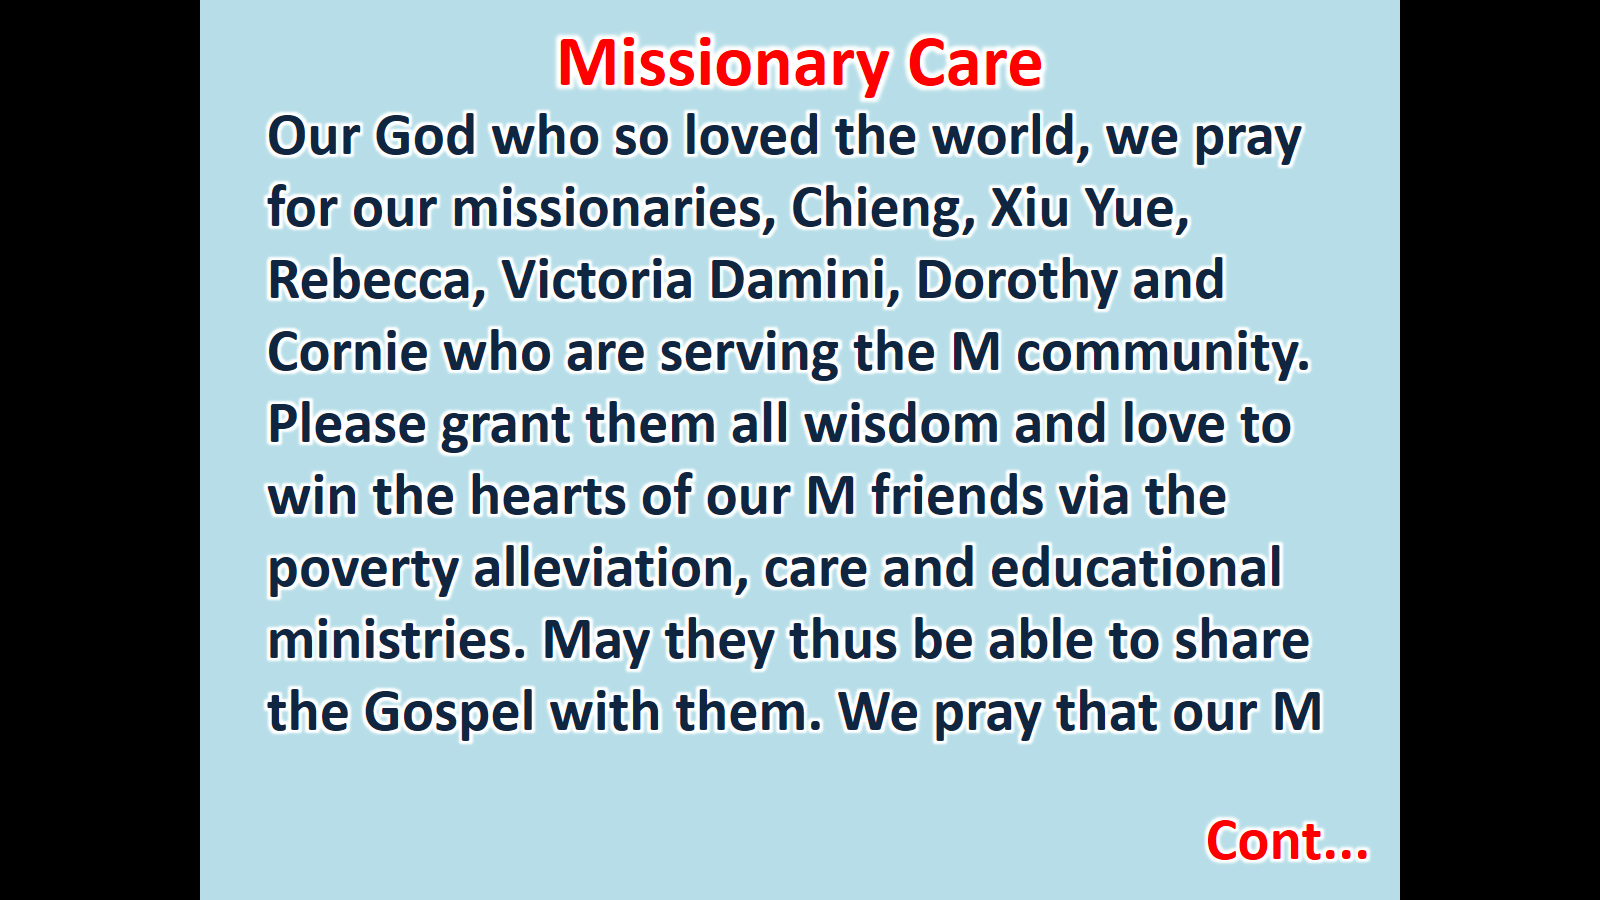 Missionary Care
Our God who so loved the world, we pray
for our missionaries, Chieng, Xiu Yue,
Rebecca, Victoria Damini, Dorothy and
Cornie who are serving the M community.
Please grant them all wisdom and love to
win the hearts of our M friends via the
poverty alleviation, care and educational
ministries. May they thus be able to share
the Gospel with them. We pray that our M
Cont...